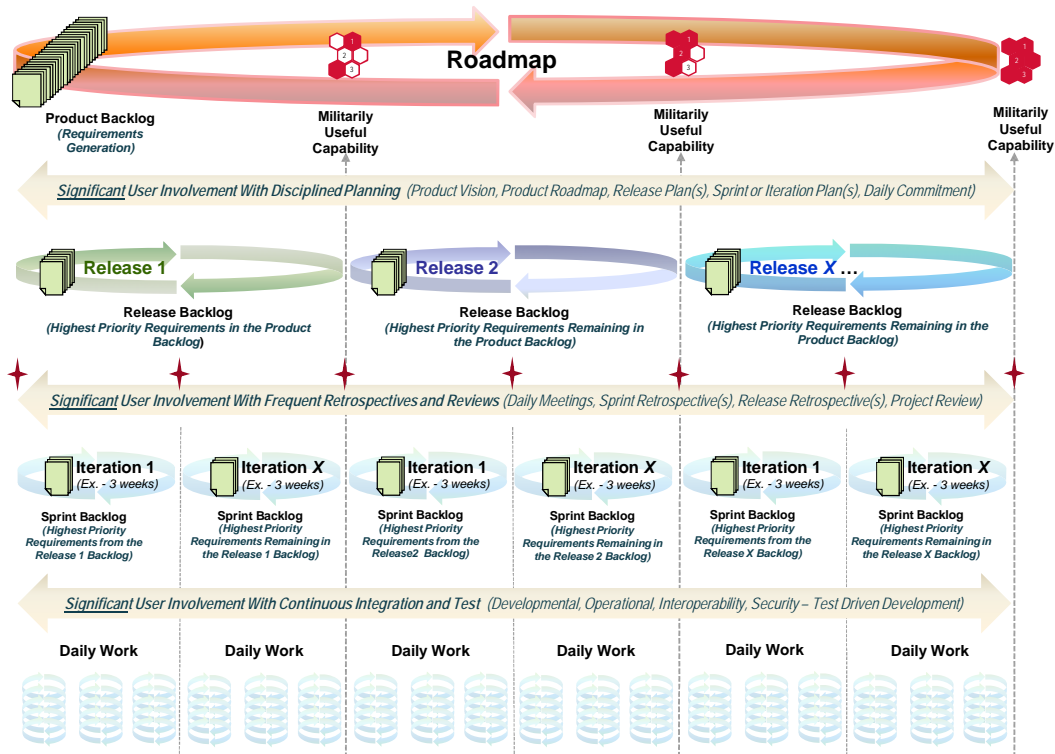 1
2
3
Roadmap
1
2
3
1
2
3
Product Backlog
(Requirements
Generation)
Militarily
Useful
Capability
Militarily
Useful
Capability
Militarily
Useful
Capability
Significant User Involvement With Disciplined Planning (Product Vision, Product Roadmap, Release Plan(s), Sprint or Iteration Plan(s), Daily Commitment)
Release 1
Release 2
Release X ...
Release Backlog
(Highest Priority Requirements in the Product
Backlog)
Release Backlog
(Highest Priority Requirements Remaining in
the Product Backlog)
Release Backlog
(Highest Priority Requirements Remaining in the
Product Backlog)
Significant User Involvement With Frequent Retrospectives and Reviews (Daily Meetings, Sprint Retrospective(s), Release Retrospective(s), Project Review)
Iteration 1
(Ex. - 3 weeks)
Iteration X
(Ex. - 3 weeks)
Iteration 1
(Ex. - 3 weeks)
Iteration X
(Ex. - 3 weeks)
Iteration 1
(Ex. - 3 weeks)
Iteration X
(Ex. - 3 weeks)
Sprint Backlog
(Highest Priority
Requirements from the
Release 1 Backlog)
Sprint Backlog
(Highest Priority
Requirements Remaining
in the Release 1 Backlog)
Sprint Backlog
(Highest Priority
Requirements from the
Release2 Backlog)
Sprint Backlog
(Highest Priority
Requirements Remaining in
the Release 2 Backlog)
Sprint Backlog
(Highest Priority
Requirements from the
Release X Backlog)
Sprint Backlog
(Highest Priority
Requirements Remaining in
the Release X Backlog)
Significant User Involvement With Continuous Integration and Test (Developmental, Operational, Interoperability, Security – Test Driven Development)
Daily Work
Daily Work
Daily Work
Daily Work
Daily Work
Daily Work